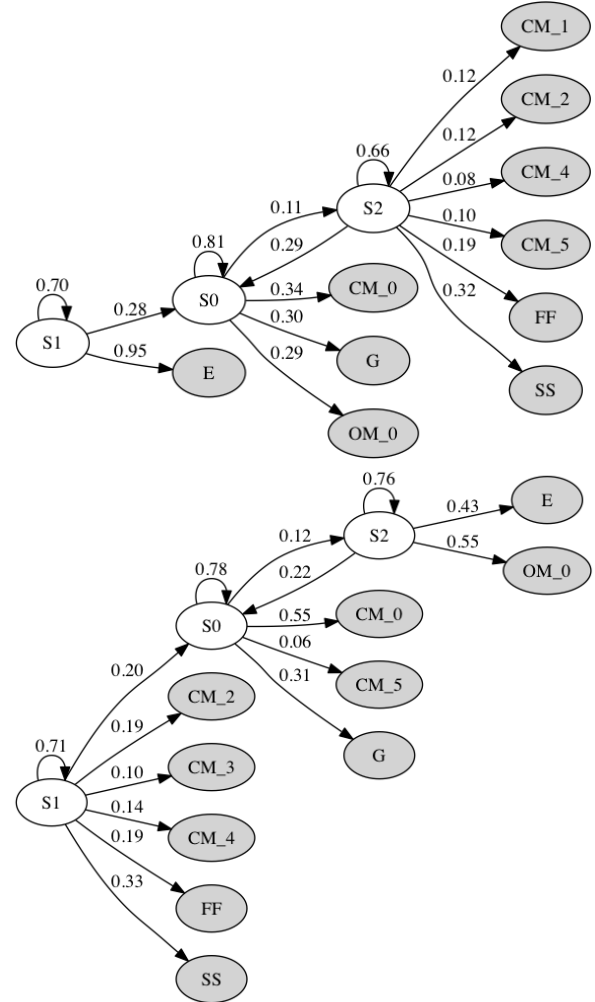 CM_1
0.12
CM_2
0.12
0.66
0.08
CM_4
S2
0.11
0.10
CM_5
0.29
0.19
0.81
0.32
FF
S0
0.34
CM_0
0.70
0.28
0.30
S1
0.29
G
0.95
E
SS
OM_0
0.76
0.43
E
S2
0.12
0.55
OM_0
0.78
0.22
S0
0.55
CM_0
0.06
0.20
0.31
CM_5
CM_2
0.19
0.71
G
0.10
CM_3
S1
0.14
0.19
CM_4
0.33
FF
SS